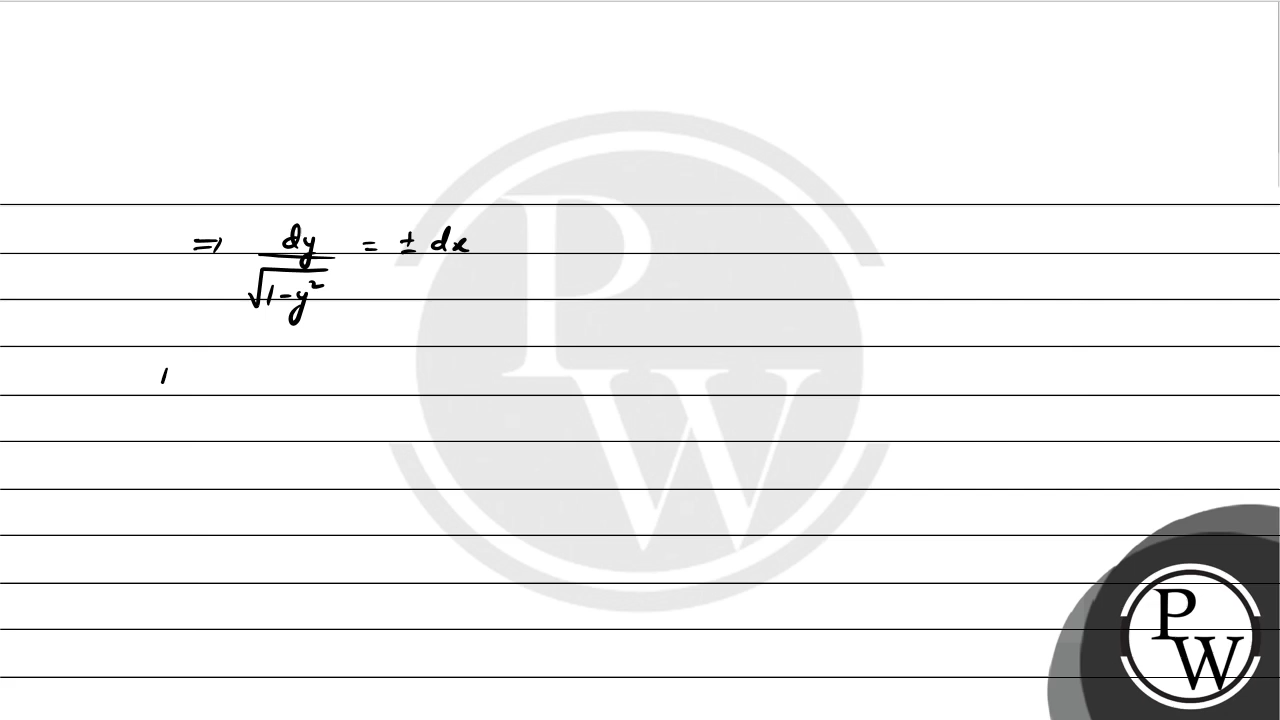 ⇒ dy/√(1-y²) = ± dx
P
W
P
W